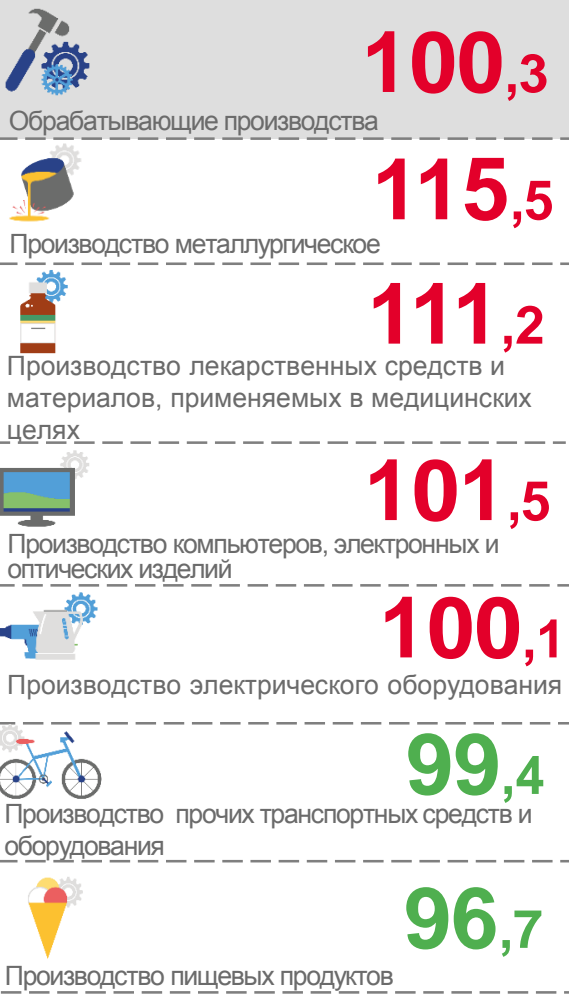 100,3
Обрабатывающие производства
115,5
Производство металлургическое
111,2
Производство лекарственных средств и
материалов, применяемых в медицинских
целях
101,5
Производство компьютеров, электронных и
оптических изделий
100,1
Производство электрического оборудования
99,4
Производство прочих транспортных средств и
оборудования
96,7
Производство пищевых продуктов